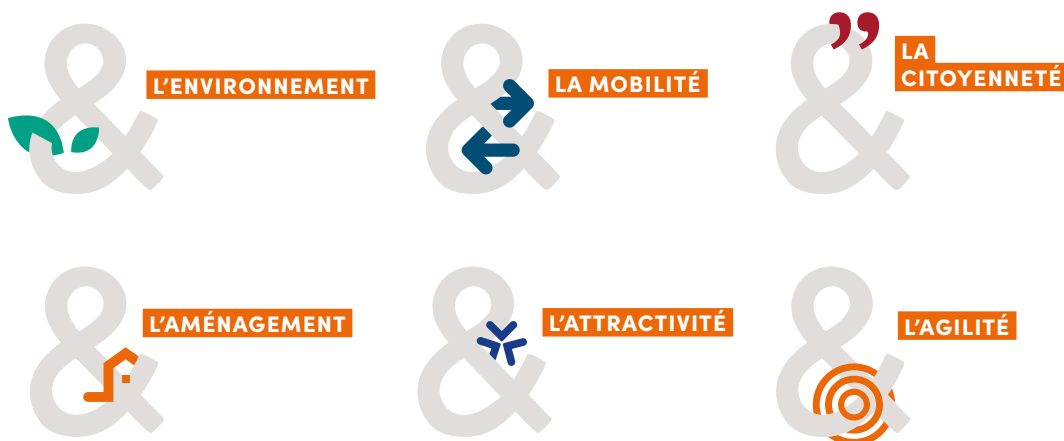 & L'ENVIRONNEMENT
& LA MOBILITÉ
& ” LA
CITOYENNETÉ
& L'AMÉNAGEMENT
& L'ATTRACTIVITÉ
& L'AGILITÉ